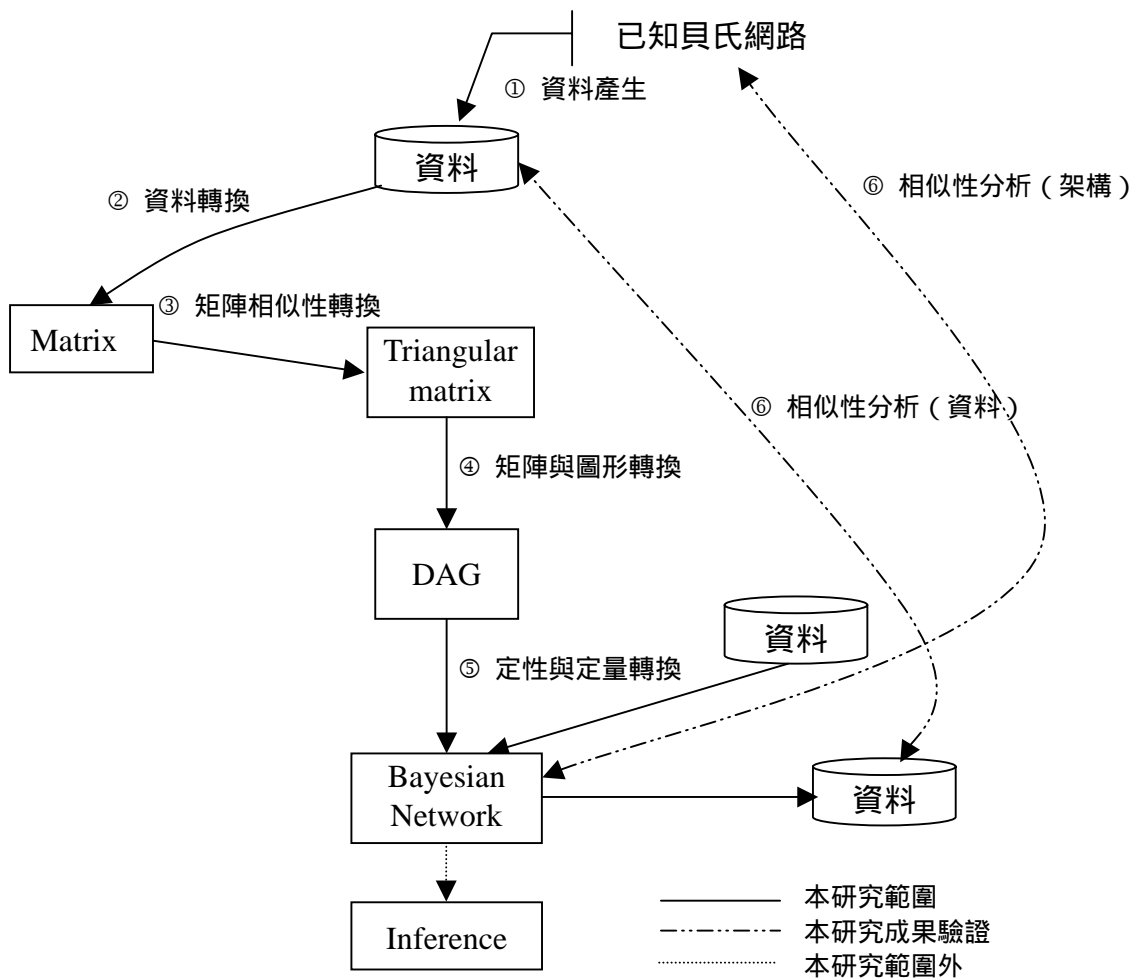 已知貝氏網路
① 資料產生
資料
② 資料轉換
⑥ 相似性分析（架構）
③ 矩陣相似性轉換
Matrix
Triangular
matrix
⑥ 相似性分析（資料）
④ 矩陣與圖形轉換
DAG
資料
⑤ 定性與定量轉換
Bayesian
Network
資料
Inference
本研究範圍
本研究成果驗證
本研究範圍外